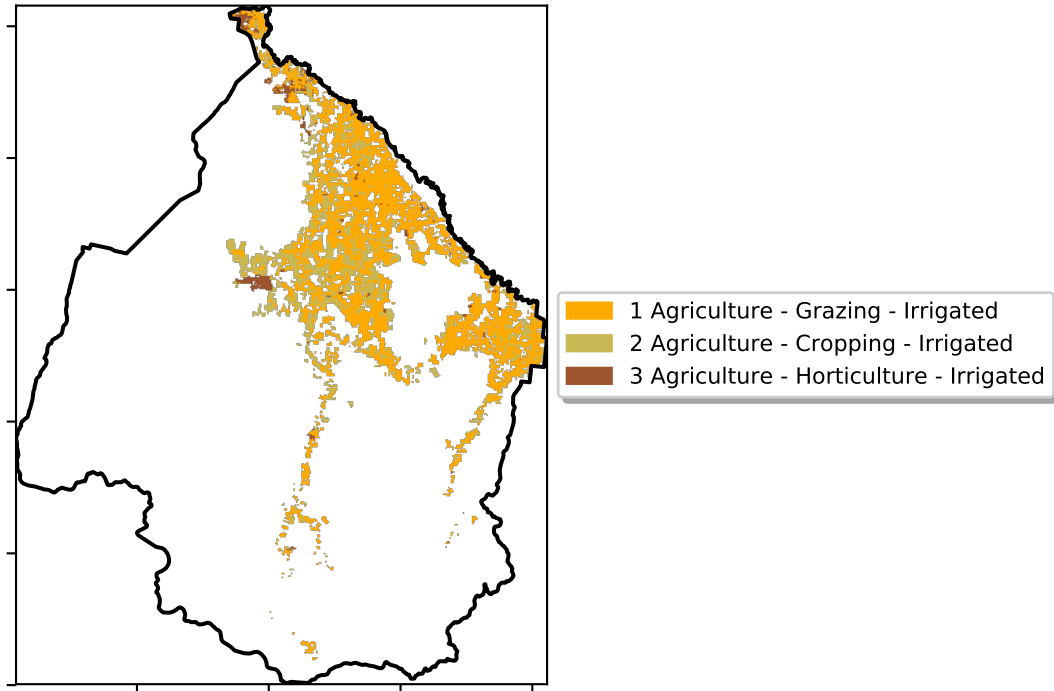 1 Agriculture - Grazing - Irrigated
2 Agriculture - Cropping - Irrigated
3 Agriculture - Horticulture - Irrigated